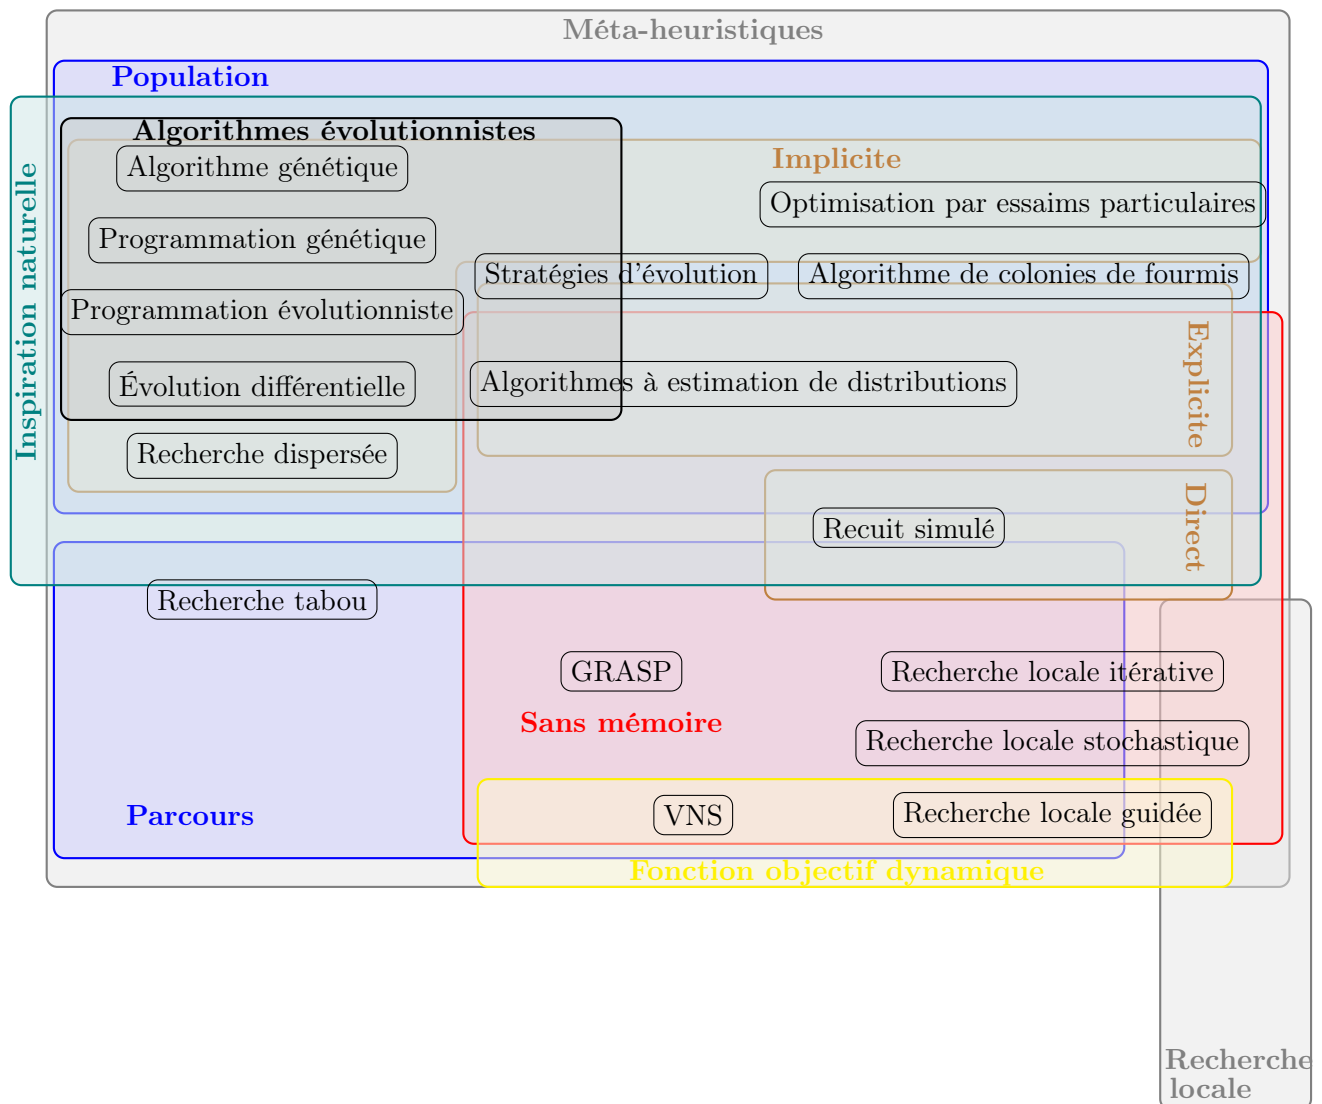 Méta-heuristiques
Population
Algorithmes évolutionnistes
Implicite
Algorithme génétique
Optimisation par essaims particulaires
Programmation génétique
Stratégies d'évolution
Algorithme de colonies de fourmis
Inspiration naturelle
Programmation évolutionniste
Explicite
Évolution différentielle
Algorithmes à estimation de distributions
Recherche dispersée
Direct
Recuit simulé
Recherche tabou
GRASP
Recherche locale itérative
Sans mémoire
Recherche locale stochastique
Parcours
VNS
Recherche locale guidée
Fonction objectif dynamique
Recherche
locale